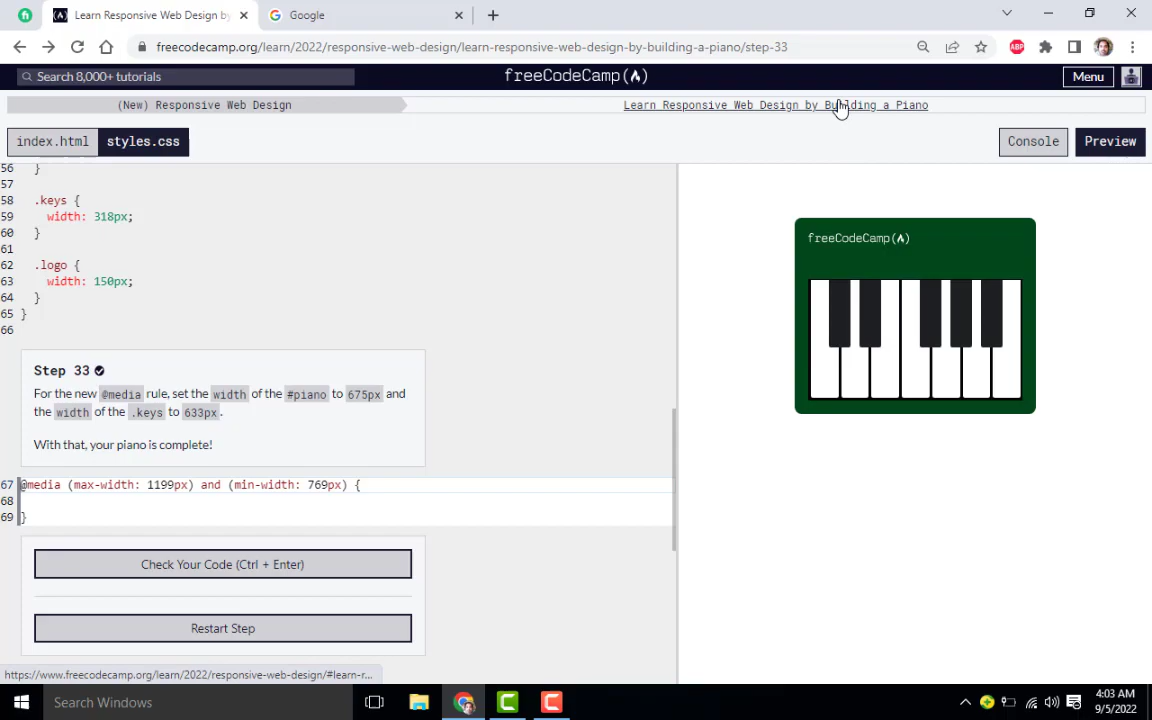 Learn Responsive Web Design by
Google
freecodecamp.org/learn/2022/responsive-web-design/learn-responsive-web-design-by-building-a-piano/step-33
ABP
Search 8,000+ tutorials
freeCodeCamp(🔥)
Menu
(New) Responsive Web Design
Learn Responsive Web Design by Building a Piano
index.html
styles.css
Console
Preview
56 }
57
58 .keys {
59 width: 318px;
60 }
61
62 .logo {
63 width: 150px;
64 }
65 }
66
Step 33
For the new @media rule, set the width of the #piano to 675px and
the width of the .keys to 633px.
With that, your piano is complete!
67 @media (max-width: 1199px) and (min-width: 769px) {
68
69 }
Check Your Code (Ctrl + Enter)
Restart Step
freeCodeCamp(🔥)
https://www.freecodecamp.org/learn/2022/responsive-web-design/#learn-r...
Search Windows
4:03 AM
9/5/2022